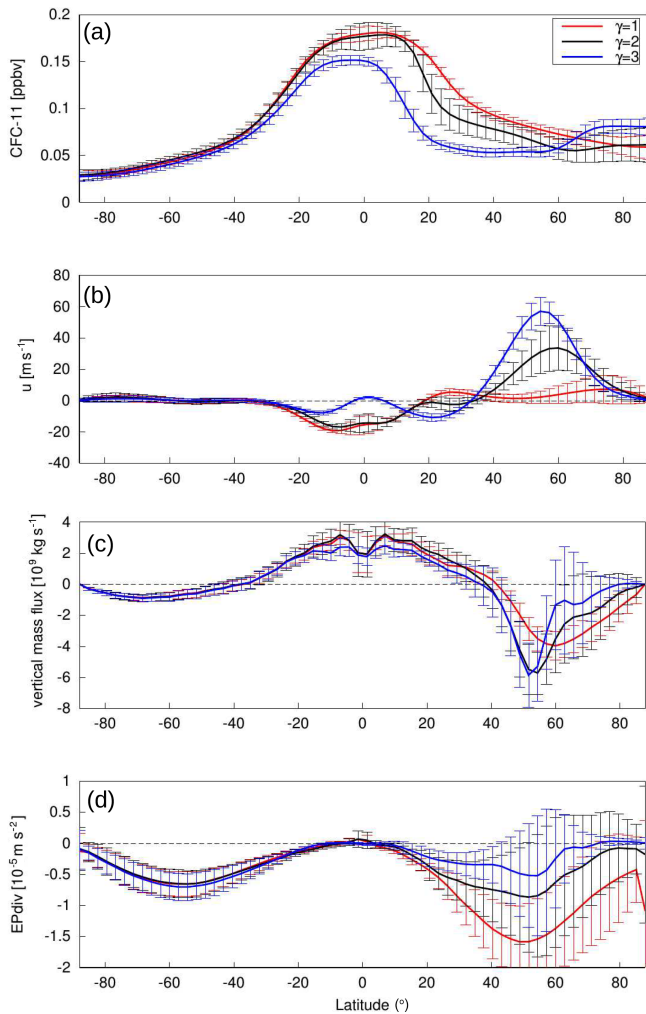 (a)
γ=1
γ=2
γ=3
CFC-11 [ppbv]
0.2
0.15
0.1
0.05
0
-80 -60 -40 -20 0 20 40 60 80
(b)
u [m s⁻¹]
80
60
40
20
0
-20
-40
-80 -60 -40 -20 0 20 40 60 80
(c)
vertical mass flux [10⁹ kg s⁻¹]
4
2
0
-2
-4
-6
-8
-80 -60 -40 -20 0 20 40 60 80
(d)
EPdiv [10⁻⁵ m s⁻²]
1
0.5
0
-0.5
-1
-1.5
-2
-80 -60 -40 -20 0 20 40 60 80
Latitude (°)